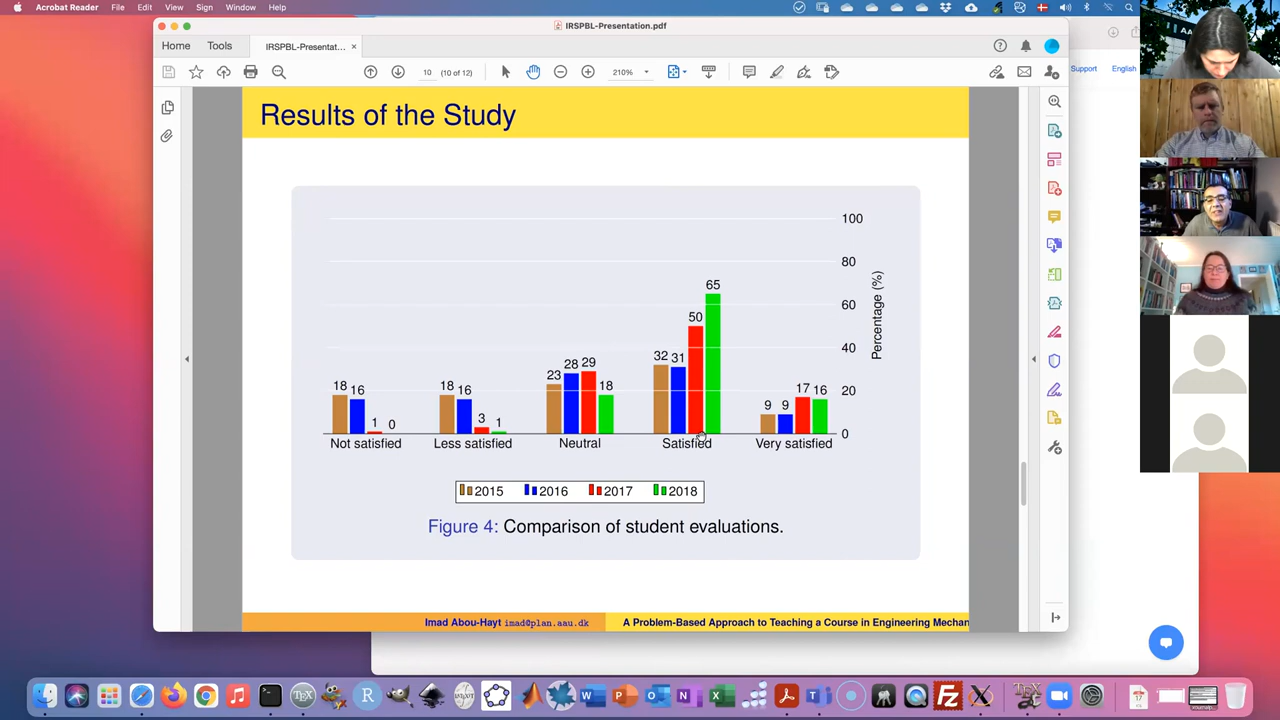 Acrobat Reader File Edit View Sign Window Help
IRSPBL-Presentation.pdf
Home Tools IRSPBL-Presentat... ×
210%
Support English
Results of the Study
100
80
60
40
20
0
Percentage (%)
18 16 1 0
18 16 3 1
23 28 29 18
32 31 50 65
9 9 17 16
Not satisfied Less satisfied Neutral Satisfied Very satisfied
2015 2016 2017 2018
Figure 4: Comparison of student evaluations.
Imad Abou-Hayt imad@plan.aau.dk A Problem-Based Approach to Teaching a Course in Engineering Mechan